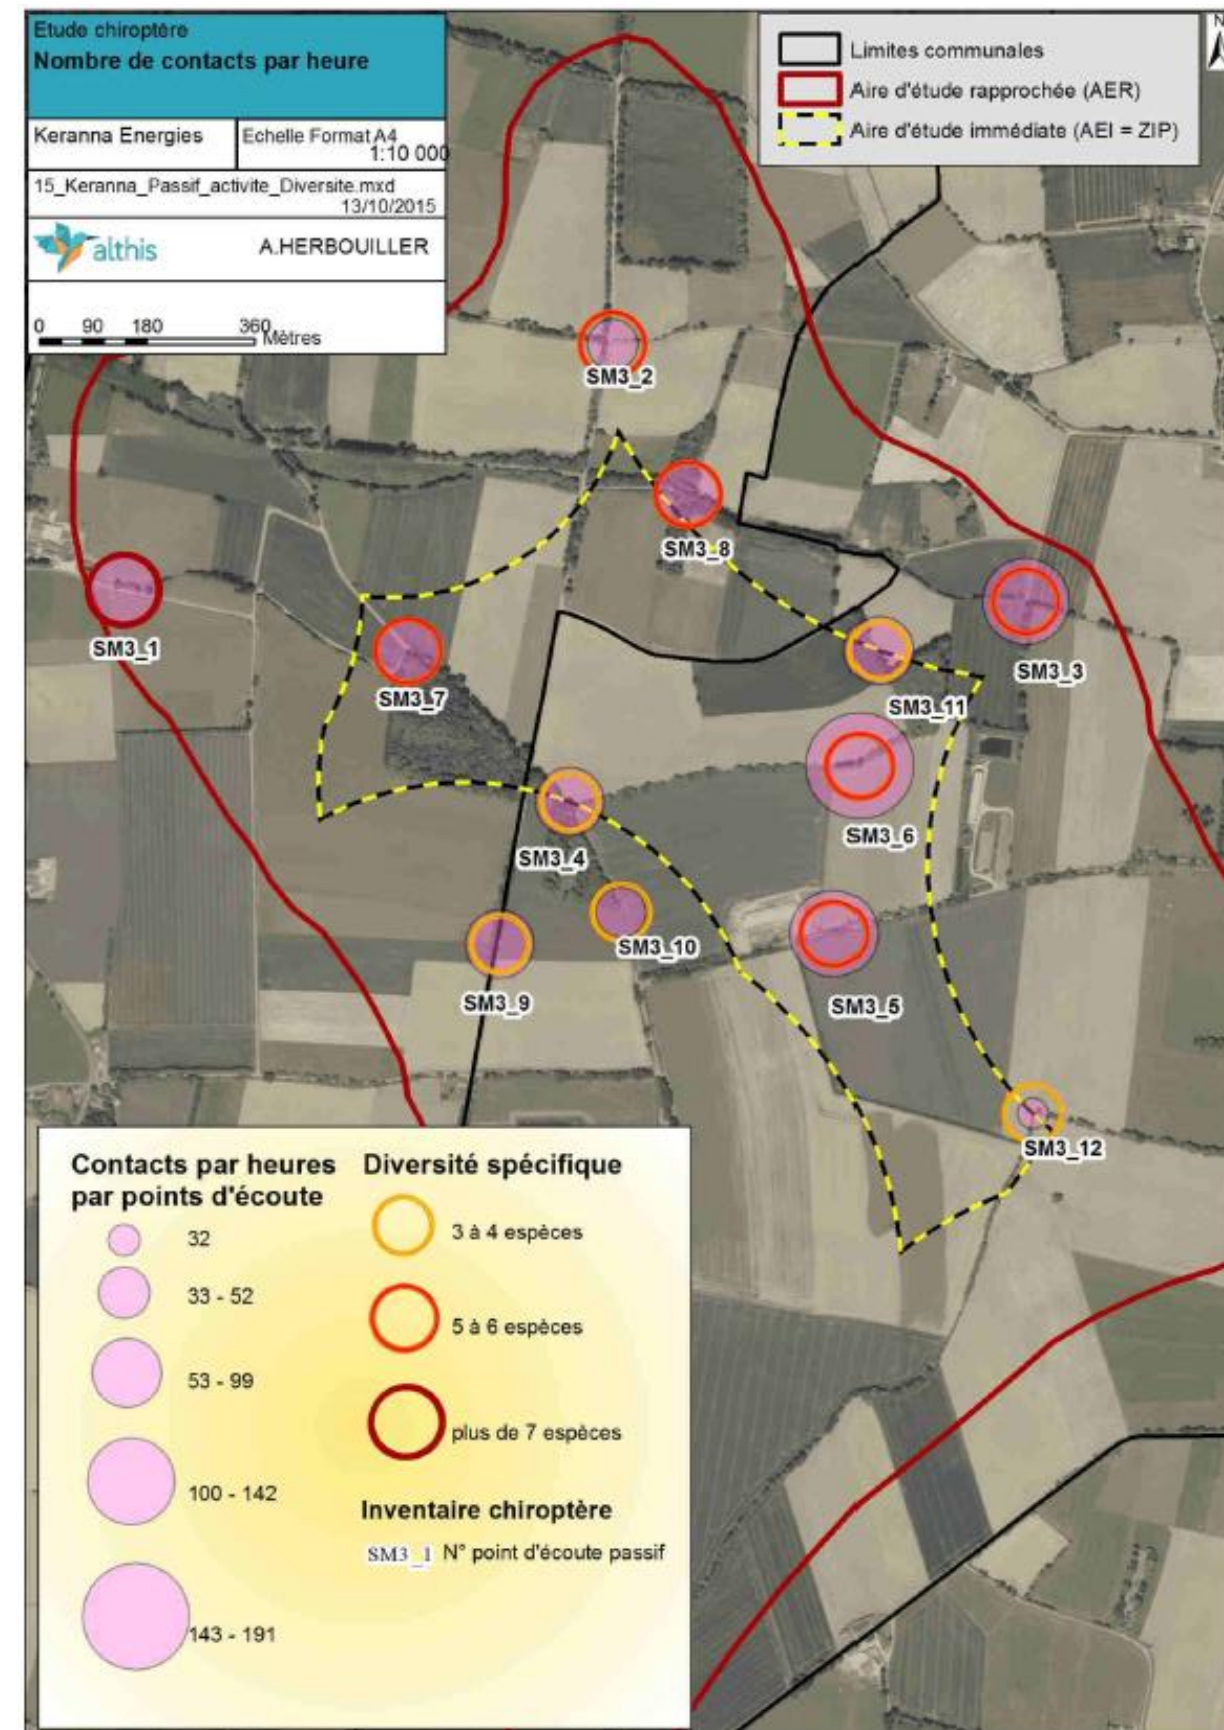 Etude chiroptère
Nombre de contacts par heure
Keranna Energies
Echelle Format A4
1:10 000
15_Keranna_Passif_activite_Diversite.mxd
13/10/2015
althis
A.HERBOUILLER
0 90 180 360
Mètres
Limites communales
Aire d'étude rapprochée (AER)
Aire d'étude immédiate (AEI = ZIP)
N
SM3_2
SM3_8
SM3_1
SM3_7
SM3_3
SM3_11
SM3_6
SM3_4
SM3_10
SM3_9
SM3_5
SM3_12
Contacts par heures
par points d'écoute
32
33 - 52
53 - 99
100 - 142
143 - 191
Diversité spécifique
3 à 4 espèces
5 à 6 espèces
plus de 7 espèces
Inventaire chiroptère
SM3_1 N° point d'écoute passif